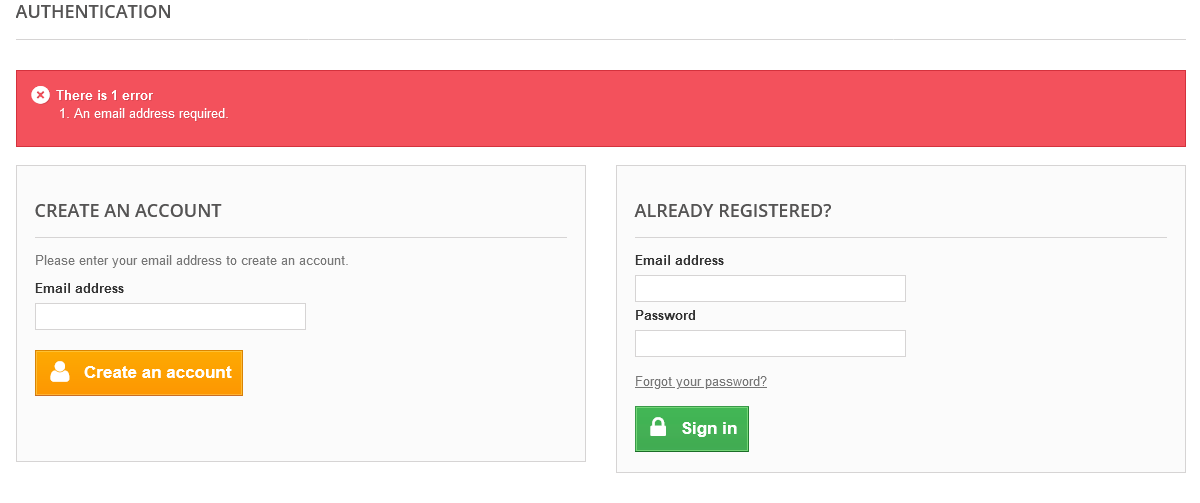 AUTHENTICATION
There is 1 error
1. An email address required.
CREATE AN ACCOUNT
Please enter your email address to create an account.
Email address
Create an account
ALREADY REGISTERED?
Email address
Password
Forgot your password?
Sign in